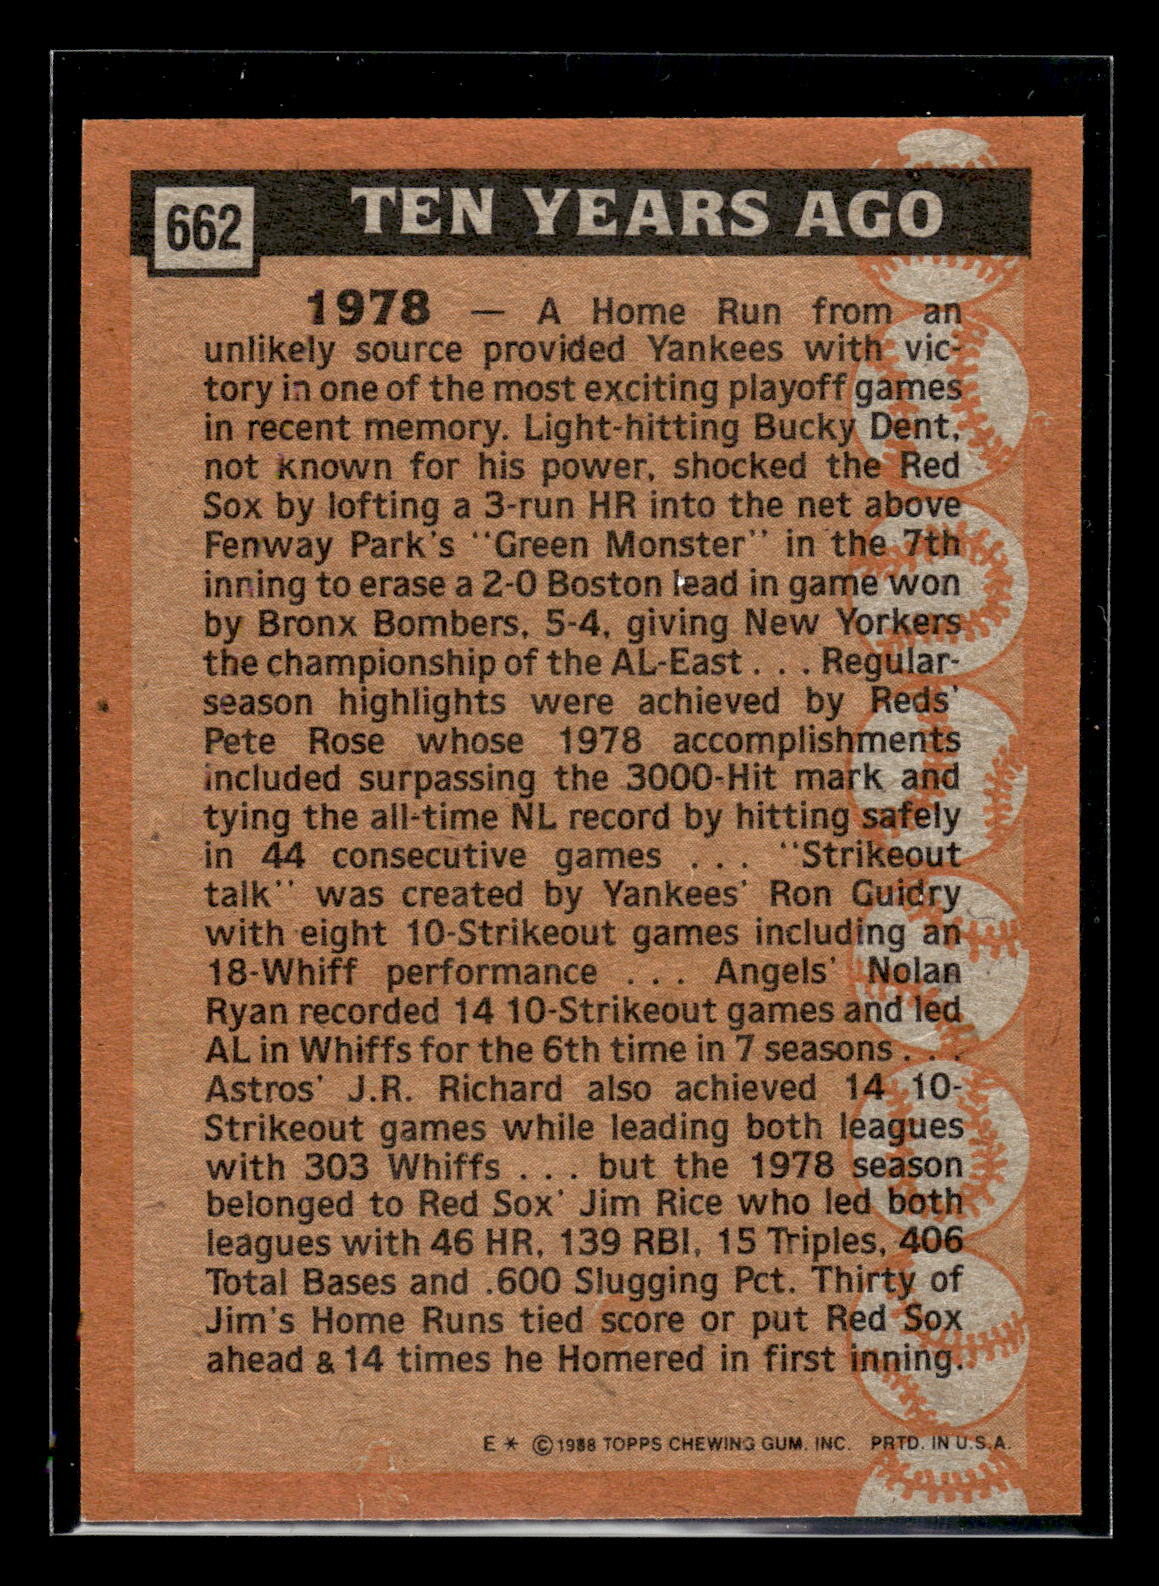 662
TEN YEARS AGO
1978 — A Home Run from an
unlikely source provided Yankees with vic-
tory in one of the most exciting playoff games
in recent memory. Light-hitting Bucky Dent,
not known for his power, shocked the Red
Sox by lofting a 3-run HR into the net above
Fenway Park's "Green Monster" in the 7th
inning to erase a 2-0 Boston lead in game won
by Bronx Bombers, 5-4, giving New Yorkers
the championship of the AL-East . . . Regular-
season highlights were achieved by Reds'
Pete Rose whose 1978 accomplishments
included surpassing the 3000-Hit mark and
tying the all-time NL record by hitting safely
in 44 consecutive games . . . "Strikeout
talk" was created by Yankees' Ron Guidry
with eight 10-Strikeout games including an
18-Whiff performance . . . Angels' Nolan
Ryan recorded 14 10-Strikeout games and led
AL in Whiffs for the 6th time in 7 seasons . . .
Astros' J.R. Richard also achieved 14 10-
Strikeout games while leading both leagues
with 303 Whiffs . . . but the 1978 season
belonged to Red Sox' Jim Rice who led both
leagues with 46 HR, 139 RBI, 15 Triples, 406
Total Bases and .600 Slugging Pct. Thirty of
Jim's Home Runs tied score or put Red Sox
ahead & 14 times he Homered in first inning.
E * ©1988 TOPPS CHEWING GUM, INC. PRTD. IN U.S.A.